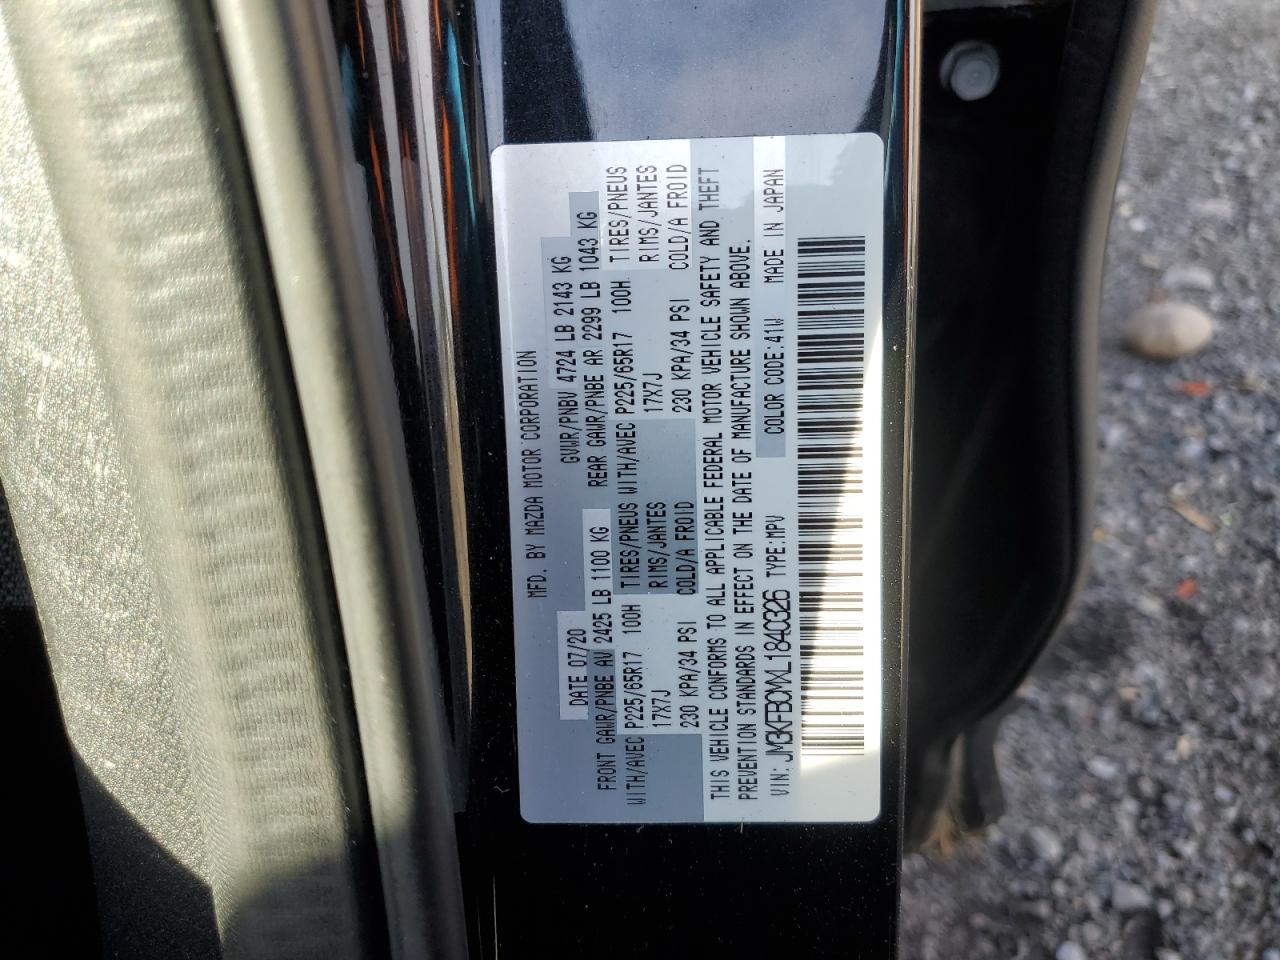 MFD. BY MAZDA MOTOR CORPORATION
DATE 07/20 GVWR/PNBV 4724 LB 2143 KG
FRONT GAWR/PNBE AV 2425 LB 1100 KG REAR GAWR/PNBE AR 2299 LB 1043 KG
WITH/AVEC P225/65R17 100H TIRES/PNEUS WITH/AVEC P225/65R17 100H TIRES/PNEUS
17X7J RIMS/JANTES 17X7J RIMS/JANTES
230 KPA/34 PSI COLD/A FROID 230 KPA/34 PSI COLD/A FROID
THIS VEHICLE CONFORMS TO ALL APPLICABLE FEDERAL MOTOR VEHICLE SAFETY AND THEFT
PREVENTION STANDARDS IN EFFECT ON THE DATE OF MANUFACTURE SHOWN ABOVE.
VIN: JM3KFBCMXL1840326 TYPE:MPV COLOR CODE:41W MADE IN JAPAN